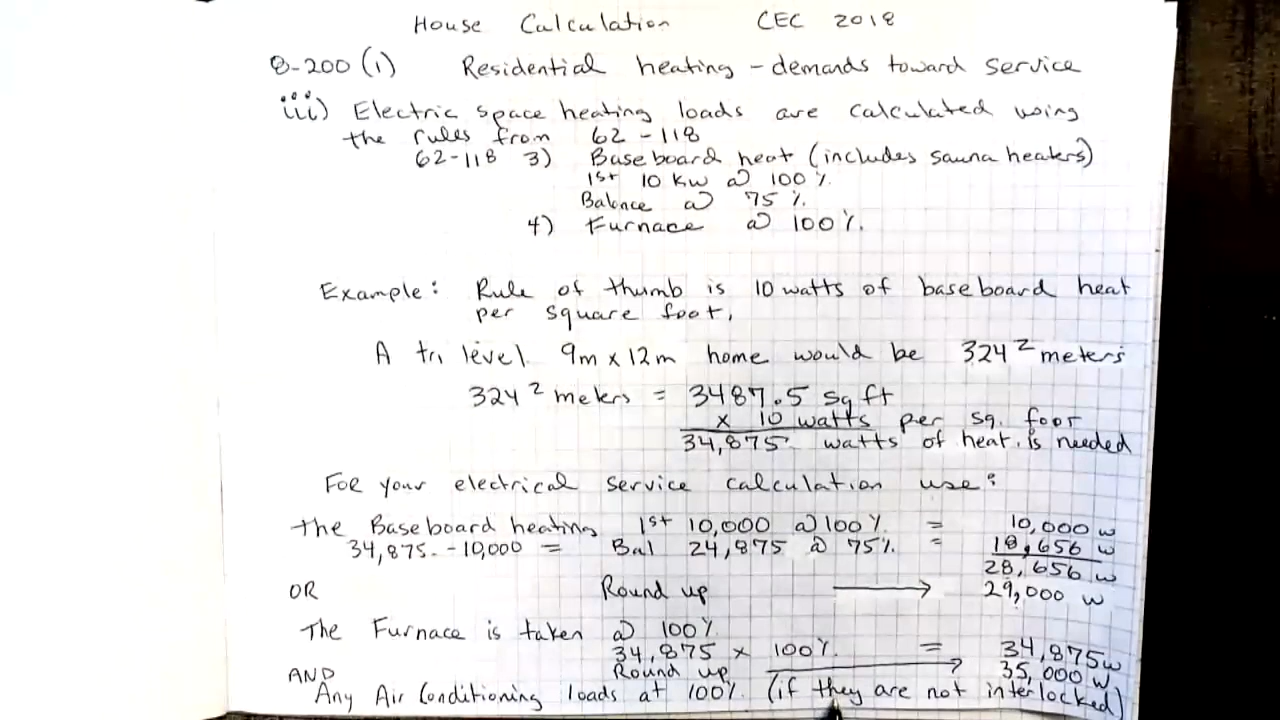 House Calculation CEC 2018
8-200 (1) Residential heating - demands toward service
iii) Electric space heating loads are calculated using
the rules from 62-118
62-118 3) Baseboard heat (includes sauna heaters)
1st 10 KW @ 100%
Balance @ 75%.
4) Furnace @ 100%.
Example: Rule of thumb is 10 watts of baseboard heat
per square foot.
A tri level 9m x 12m home would be 324² meters
324² meters = 3487.5 sq ft
x 10 watts per sq. foot
34,875 watts of heat is needed
For your electrical service calculation use:
the Baseboard heating 1st 10,000 @ 100% = 10,000 w
34,875 - 10,000 = Bal 24,875 @ 75%. = 18,656 w
28,656 w
OR Round up → 29,000 w
The Furnace is taken @ 100%
34,875 x 100% = 34,875 w
AND Round up → 35,000 w
Any Air Conditioning loads at 100%. (if they are not interlocked)